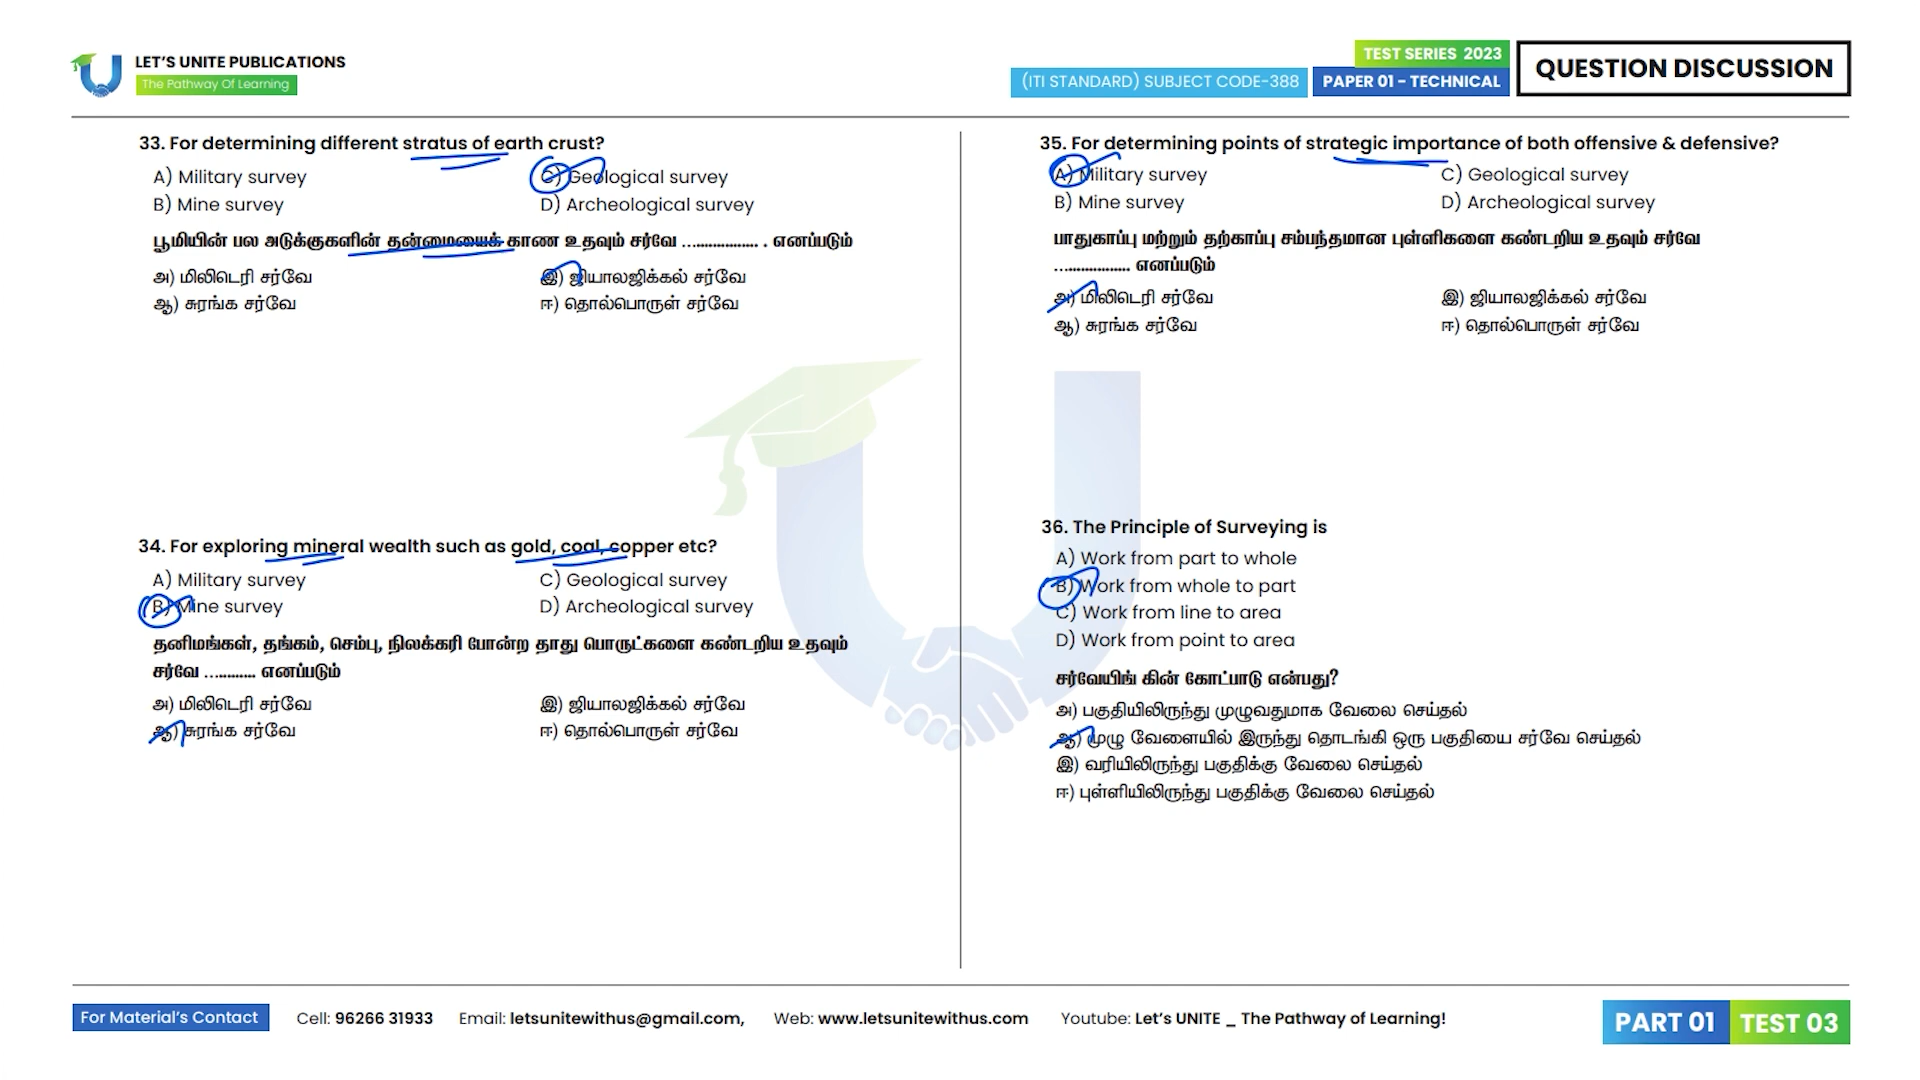 LET'S UNITE PUBLICATIONS
The Pathway Of Learning
TEST SERIES 2023
(ITI STANDARD) SUBJECT CODE-388
PAPER 01 - TECHNICAL
QUESTION DISCUSSION
33. For determining different stratus of earth crust?
A) Military survey
C) Geological survey
B) Mine survey
D) Archeological survey
பூமியின் பல அடுக்குகளின் தன்மையைக் காண உதவும் சர்வே ................. . எனப்படும்
அ) மிலிடெரி சர்வே
இ) ஜியாலஜிக்கல் சர்வே
ஆ) சுரங்க சர்வே
ஈ) தொல்பொருள் சர்வே
34. For exploring mineral wealth such as gold, coal, copper etc?
A) Military survey
C) Geological survey
B) Mine survey
D) Archeological survey
தனிமங்கள், தங்கம், செம்பு, நிலக்கரி போன்ற தாது பொருட்களை கண்டறிய உதவும்
சர்வே ............ எனப்படும்
அ) மிலிடெரி சர்வே
இ) ஜியாலஜிக்கல் சர்வே
ஆ) சுரங்க சர்வே
ஈ) தொல்பொருள் சர்வே
35. For determining points of strategic importance of both offensive & defensive?
A) Military survey
C) Geological survey
B) Mine survey
D) Archeological survey
பாதுகாப்பு மற்றும் தற்காப்பு சம்பந்தமான புள்ளிகளை கண்டறிய உதவும் சர்வே
................. எனப்படும்
அ) மிலிடெரி சர்வே
இ) ஜியாலஜிக்கல் சர்வே
ஆ) சுரங்க சர்வே
ஈ) தொல்பொருள் சர்வே
36. The Principle of Surveying is
A) Work from part to whole
B) Work from whole to part
C) Work from line to area
D) Work from point to area
சர்வேயிங் கின் கோட்பாடு என்பது?
அ) பகுதியிலிருந்து முழுவதுமாக வேலை செய்தல்
ஆ) முழு வேளையில் இருந்து தொடங்கி ஒரு பகுதியை சர்வே செய்தல்
இ) வரியிலிருந்து பகுதிக்கு வேலை செய்தல்
ஈ) புள்ளியிலிருந்து பகுதிக்கு வேலை செய்தல்
For Material's Contact
Cell: 96266 31933
Email: letsunitewithus@gmail.com,
Web: www.letsunitewithus.com
Youtube: Let's UNITE _ The Pathway of Learning!
PART 01
TEST 03